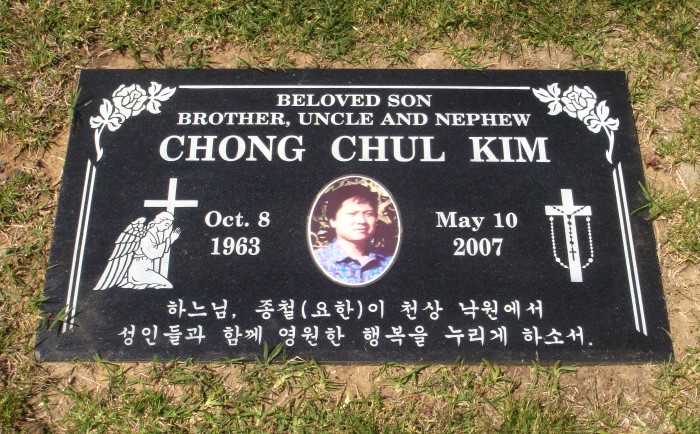 BELOVED SON
BROTHER, UNCLE AND NEPHEW
CHONG CHUL KIM
Oct. 8
1963
May 10
2007
하느님, 종철(요한)이 천상 낙원에서
성인들과 함께 영원한 행복을 누리게 하소서.